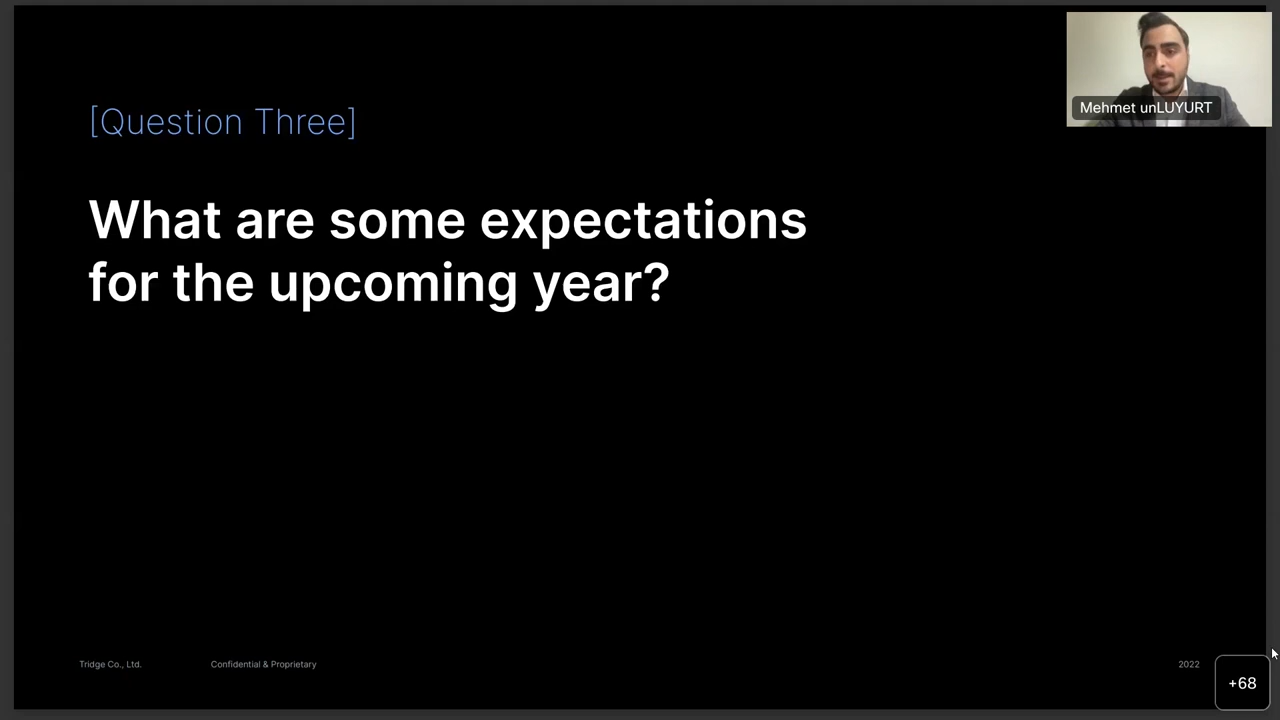 Mehmet unLUYURT
[Question Three]
What are some expectations
for the upcoming year?
Tridge Co., Ltd.
Confidential & Proprietary
2022
+68